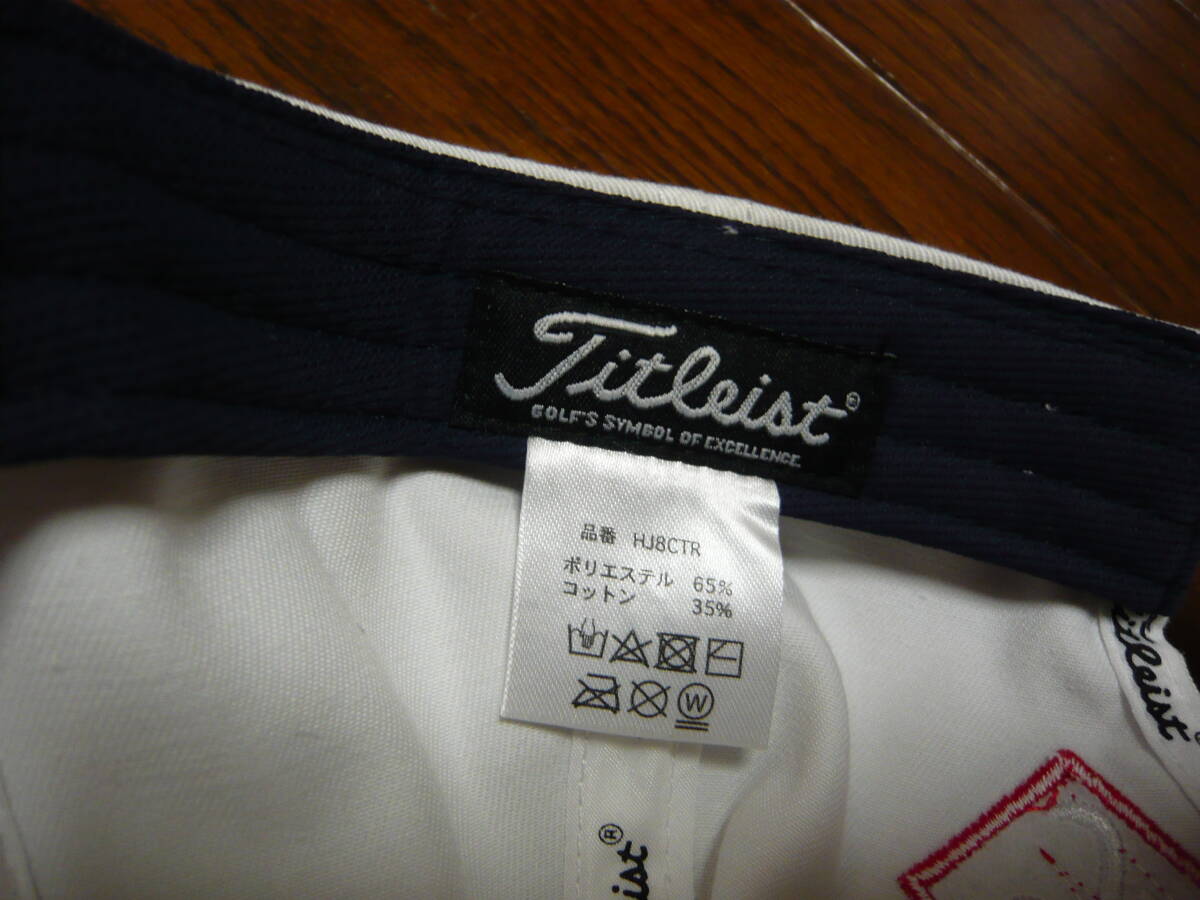 Titleist®
GOLF'S SYMBOL OF EXCELLENCE
品番 HJ8CTR
ポリエステル 65%
コットン 35%
W
Titleist
ist®